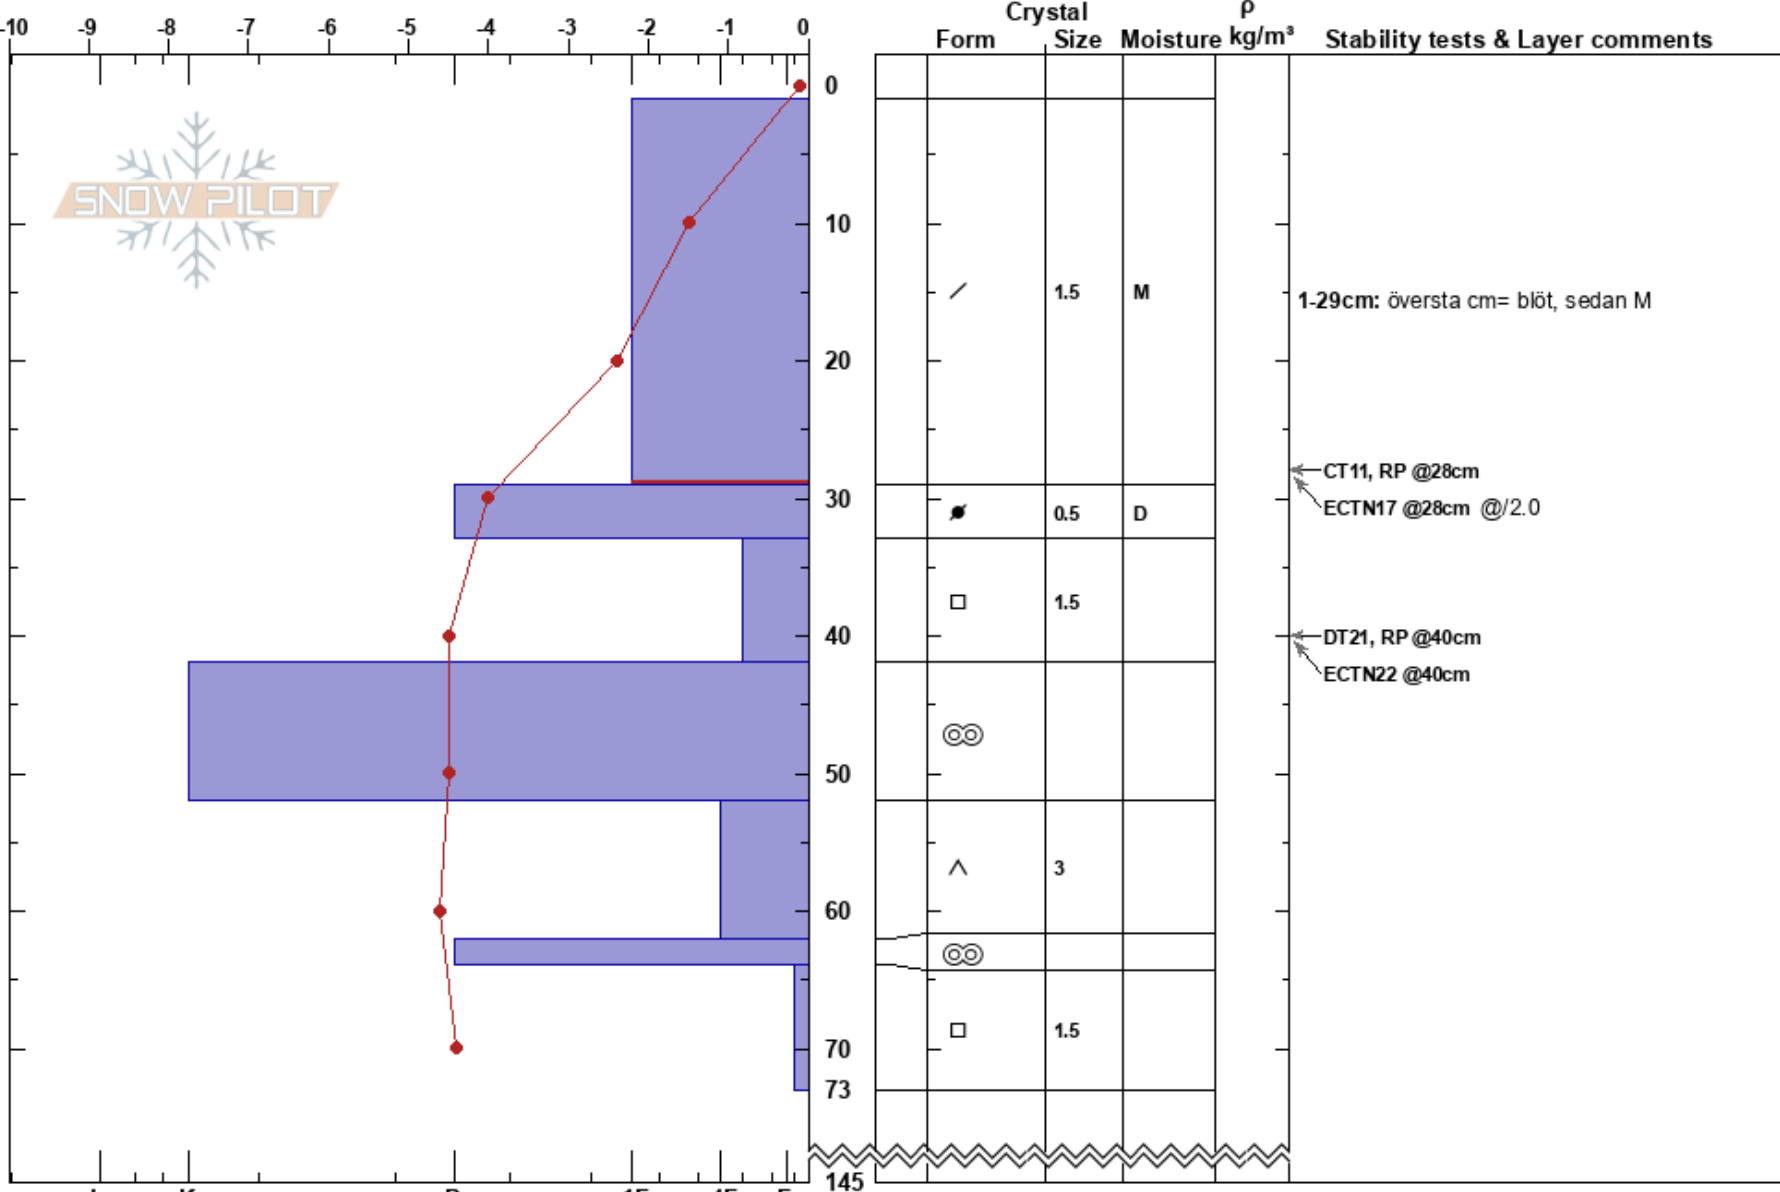 Crystal ρ
-10 -9 -8 -7 -6 -5 -4 -3 -2 -1 0 Form Size Moisture kg/m³ Stability tests & Layer comments
0
SNOW PILOT
10
1.5 M 1-29cm: översta cm= blöt, sedan M
20
CT11, RP @28cm
30 ECTN17 @28cm @/2.0
0.5 D
1.5
40 DT21, RP @40cm
ECTN22 @40cm
50
3
60
1.5
70
73
145